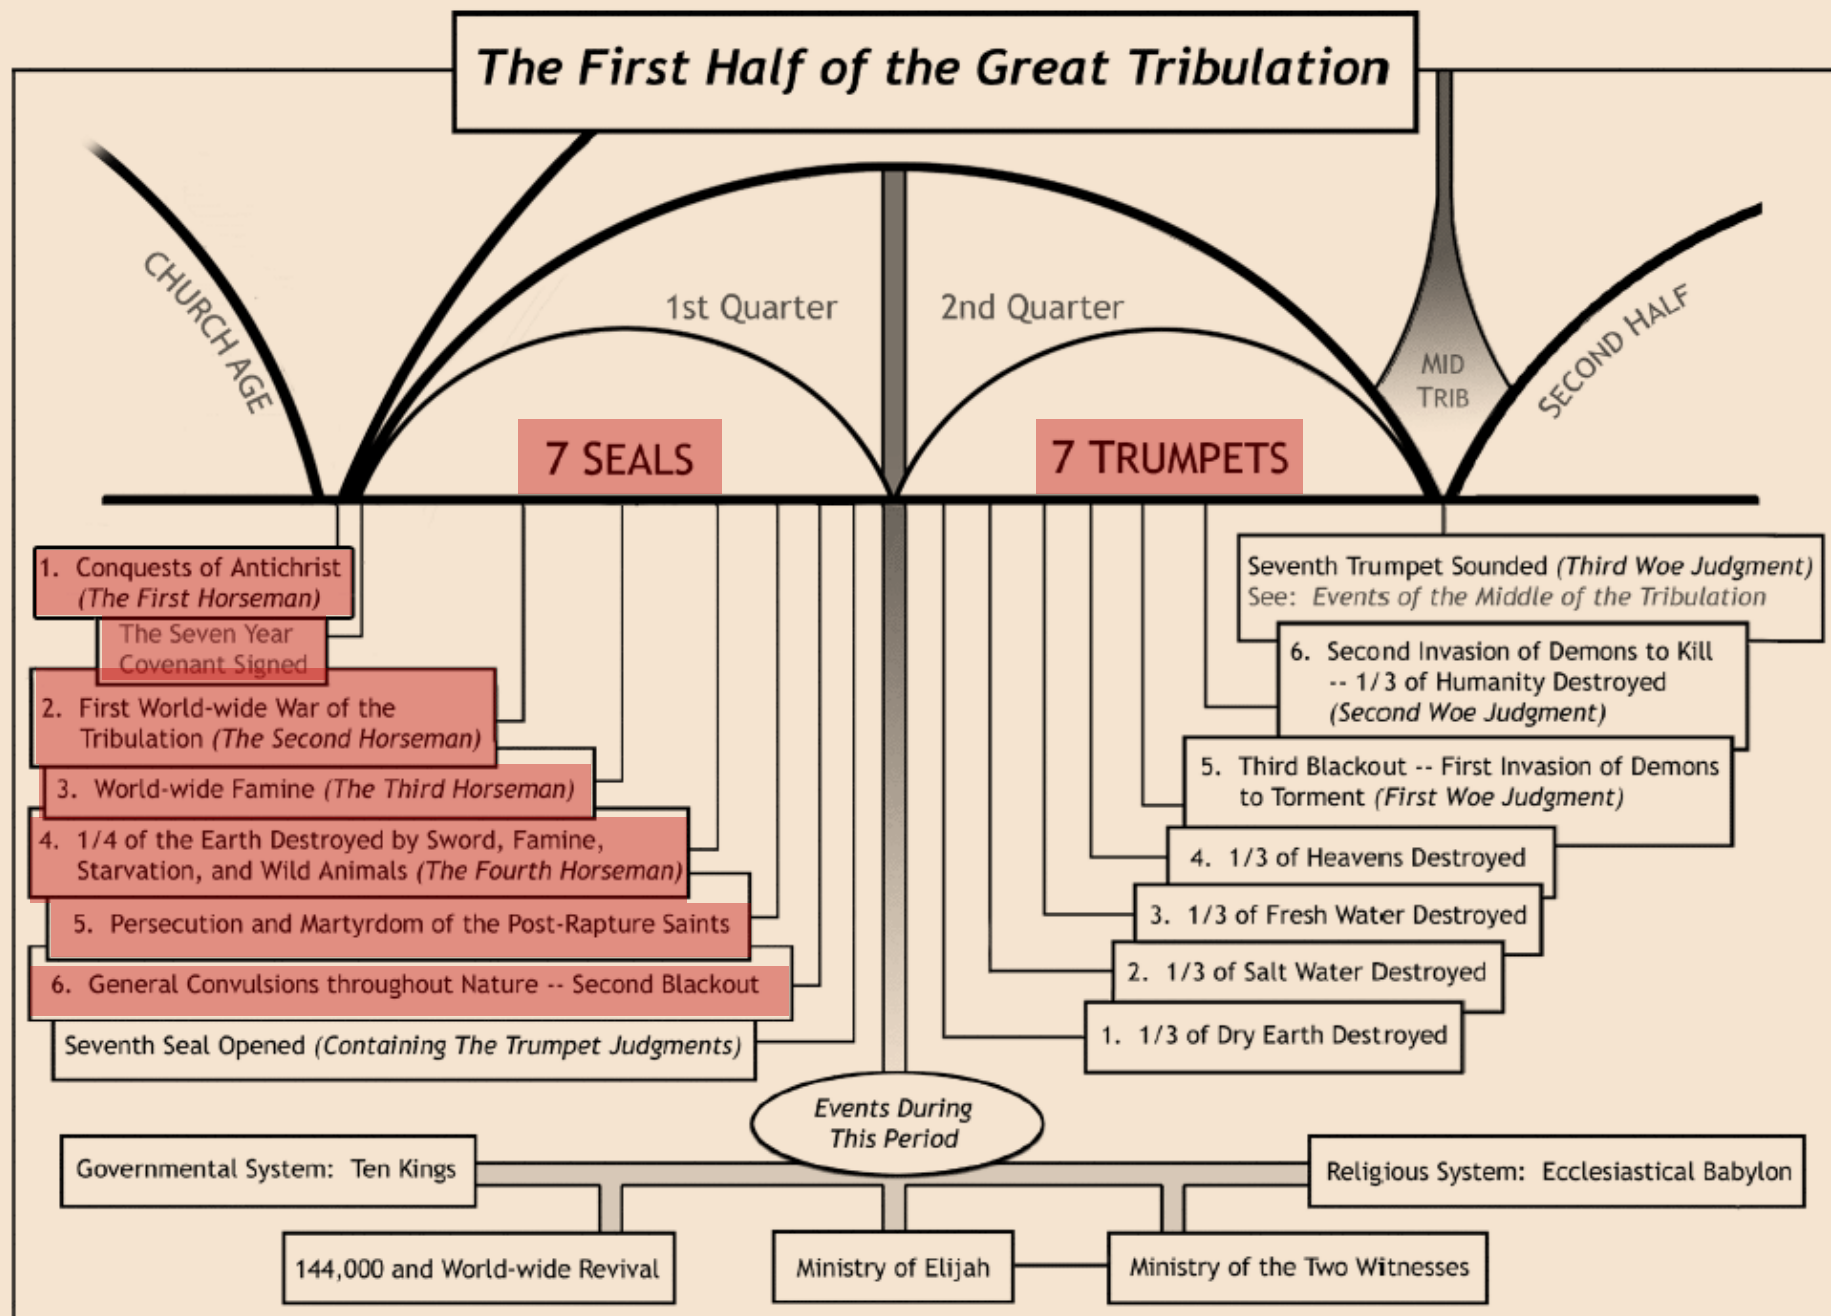 The First Half of the Great Tribulation
CHURCH AGE
1st Quarter
2nd Quarter
MID
TRIB
SECOND HALF
7 SEALS
7 TRUMPETS
1. Conquests of Antichrist
(The First Horseman)
The Seven Year
Covenant Signed
2. First World-wide War of the
Tribulation (The Second Horseman)
3. World-wide Famine (The Third Horseman)
4. 1/4 of the Earth Destroyed by Sword, Famine,
Starvation, and Wild Animals (The Fourth Horseman)
5. Persecution and Martyrdom of the Post-Rapture Saints
6. General Convulsions throughout Nature -- Second Blackout
Seventh Seal Opened (Containing The Trumpet Judgments)
Seventh Trumpet Sounded (Third Woe Judgment)
See: Events of the Middle of the Tribulation
6. Second Invasion of Demons to Kill
-- 1/3 of Humanity Destroyed
(Second Woe Judgment)
5. Third Blackout -- First Invasion of Demons
to Torment (First Woe Judgment)
4. 1/3 of Heavens Destroyed
3. 1/3 of Fresh Water Destroyed
2. 1/3 of Salt Water Destroyed
1. 1/3 of Dry Earth Destroyed
Events During
This Period
Governmental System: Ten Kings
Religious System: Ecclesiastical Babylon
144,000 and World-wide Revival
Ministry of Elijah
Ministry of the Two Witnesses